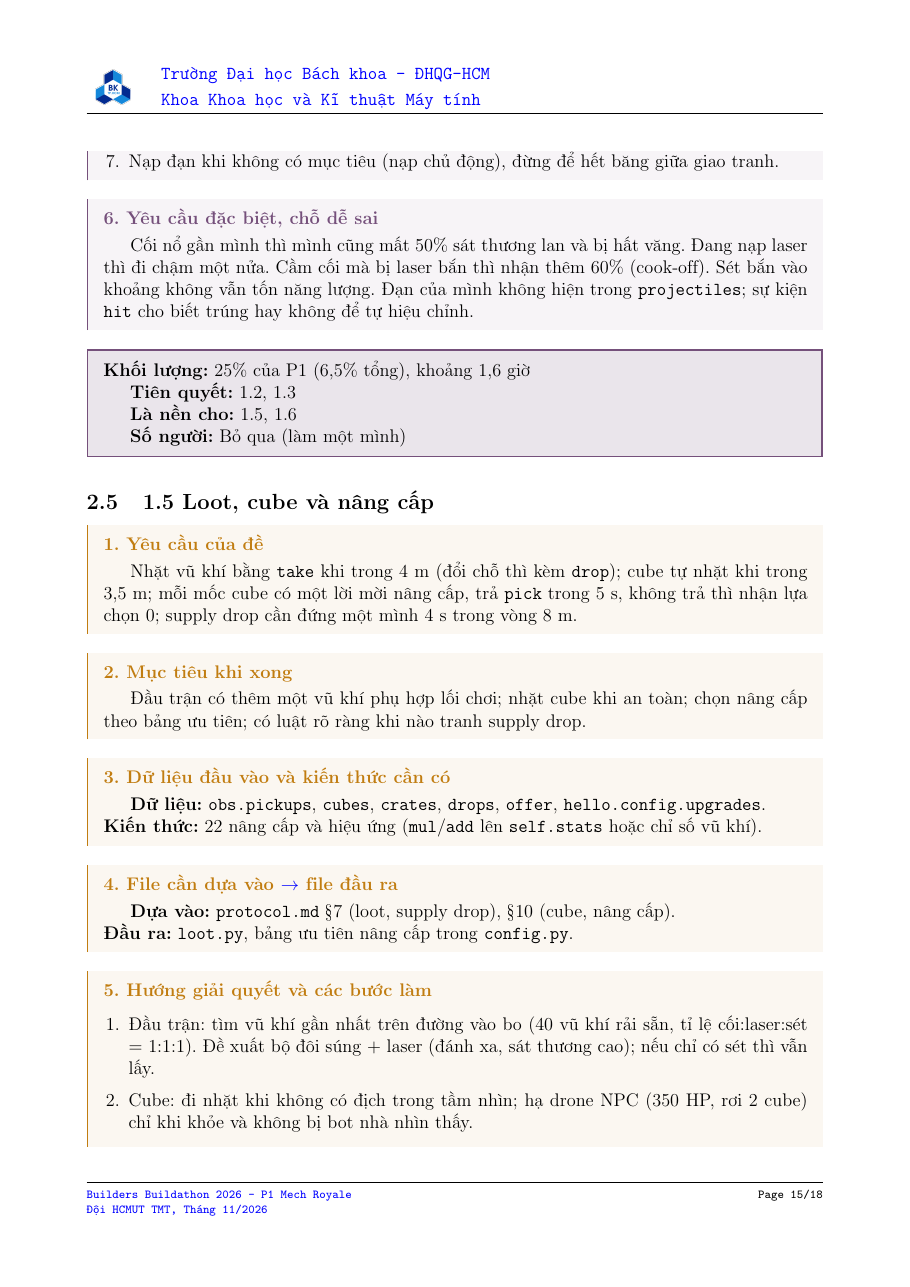 BK
Trường Đại học Bách khoa - ĐHQG-HCM
Khoa Khoa học và Kĩ thuật Máy tính
7. Nạp đạn khi không có mục tiêu (nạp chủ động), đừng để hết băng giữa giao tranh.
6. Yêu cầu đặc biệt, chỗ dễ sai
Cối nổ gần mình thì mình cũng mất 50% sát thương lan và bị hất văng. Đang nạp laser
thì đi chậm một nửa. Cầm cối mà bị laser bắn thì nhận thêm 60% (cook-off). Sét bắn vào
khoảng không vẫn tốn năng lượng. Đạn của mình không hiện trong projectiles; sự kiện
hit cho biết trúng hay không để tự hiệu chỉnh.
Khối lượng: 25% của P1 (6,5% tổng), khoảng 1,6 giờ
Tiên quyết: 1.2, 1.3
Là nền cho: 1.5, 1.6
Số người: Bỏ qua (làm một mình)
2.5 1.5 Loot, cube và nâng cấp
1. Yêu cầu của đề
Nhặt vũ khí bằng take khi trong 4 m (đổi chỗ thì kèm drop); cube tự nhặt khi trong
3,5 m; mỗi mốc cube có một lời mời nâng cấp, trả pick trong 5 s, không trả thì nhận lựa
chọn 0; supply drop cần đứng một mình 4 s trong vòng 8 m.
2. Mục tiêu khi xong
Đầu trận có thêm một vũ khí phụ hợp lối chơi; nhặt cube khi an toàn; chọn nâng cấp
theo bảng ưu tiên; có luật rõ ràng khi nào tranh supply drop.
3. Dữ liệu đầu vào và kiến thức cần có
Dữ liệu: obs.pickups, cubes, crates, drops, offer, hello.config.upgrades.
Kiến thức: 22 nâng cấp và hiệu ứng (mul/add lên self.stats hoặc chỉ số vũ khí).
4. File cần dựa vào → file đầu ra
Dựa vào: protocol.md §7 (loot, supply drop), §10 (cube, nâng cấp).
Đầu ra: loot.py, bảng ưu tiên nâng cấp trong config.py.
5. Hướng giải quyết và các bước làm
1. Đầu trận: tìm vũ khí gần nhất trên đường vào bo (40 vũ khí rải sẵn, tỉ lệ cối:laser:sét
= 1:1:1). Đề xuất bộ đôi súng + laser (đánh xa, sát thương cao); nếu chỉ có sét thì vẫn
lấy.
2. Cube: đi nhặt khi không có địch trong tầm nhìn; hạ drone NPC (350 HP, rơi 2 cube)
chỉ khi khỏe và không bị bot nhà nhìn thấy.
Builders Buildathon 2026 - P1 Mech Royale
Page 15/18
Đội HCMUT TMT, Tháng 11/2026